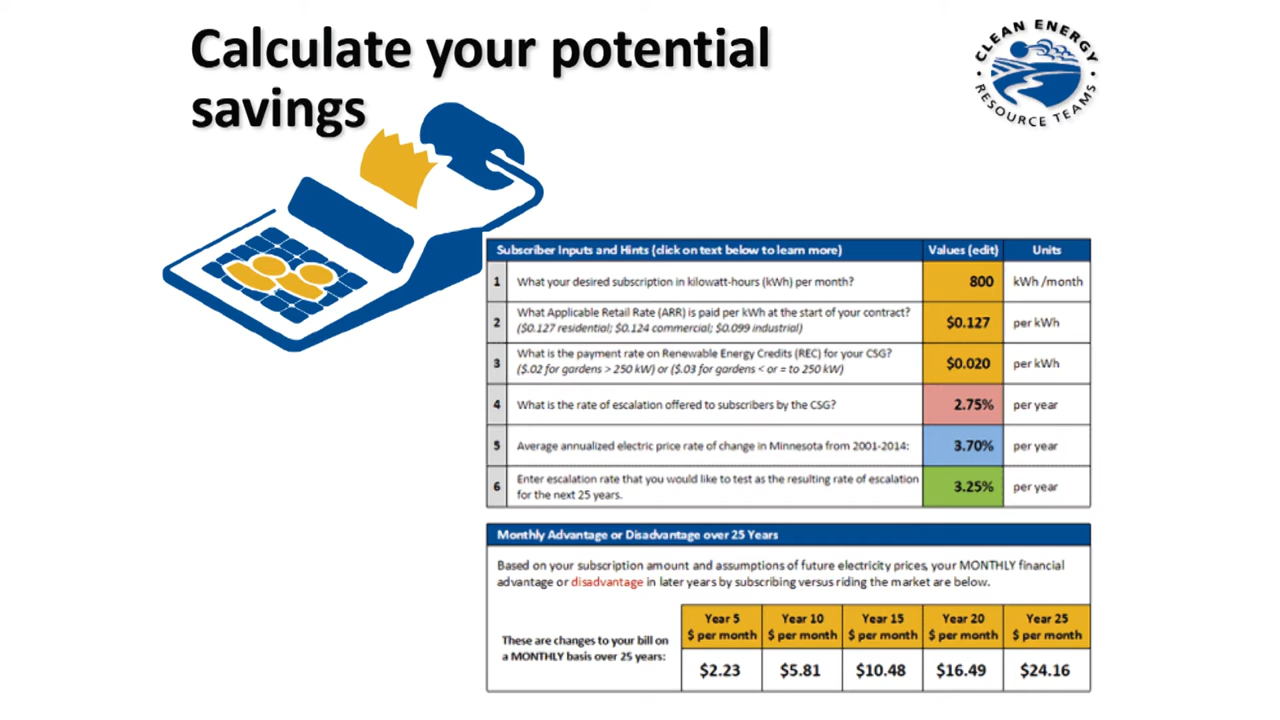 Calculate your potential
savings
CLEAN ENERGY
RESOURCE TEAMS
Subscriber Inputs and Hints (click on text below to learn more) Values (edit) Units
1 What your desired subscription in kilowatt-hours (kWh) per month? 800 kWh /month
2 What Applicable Retail Rate (ARR) is paid per kWh at the start of your contract?
($0.127 residential; $0.124 commercial; $0.099 industrial) $0.127 per kWh
3 What is the payment rate on Renewable Energy Credits (REC) for your CSG?
($.02 for gardens > 250 kW) or ($.03 for gardens < or = to 250 kW) $0.020 per kWh
4 What is the rate of escalation offered to subscribers by the CSG? 2.75% per year
5 Average annualized electric price rate of change in Minnesota from 2001-2014: 3.70% per year
6 Enter escalation rate that you would like to test as the resulting rate of escalation
for the next 25 years. 3.25% per year
Monthly Advantage or Disadvantage over 25 Years
Based on your subscription amount and assumptions of future electricity prices, your MONTHLY financial
advantage or disadvantage in later years by subscribing versus riding the market are below.
Year 5 Year 10 Year 15 Year 20 Year 25
$ per month $ per month $ per month $ per month $ per month
These are changes to your bill on
a MONTHLY basis over 25 years:
$2.23 $5.81 $10.48 $16.49 $24.16